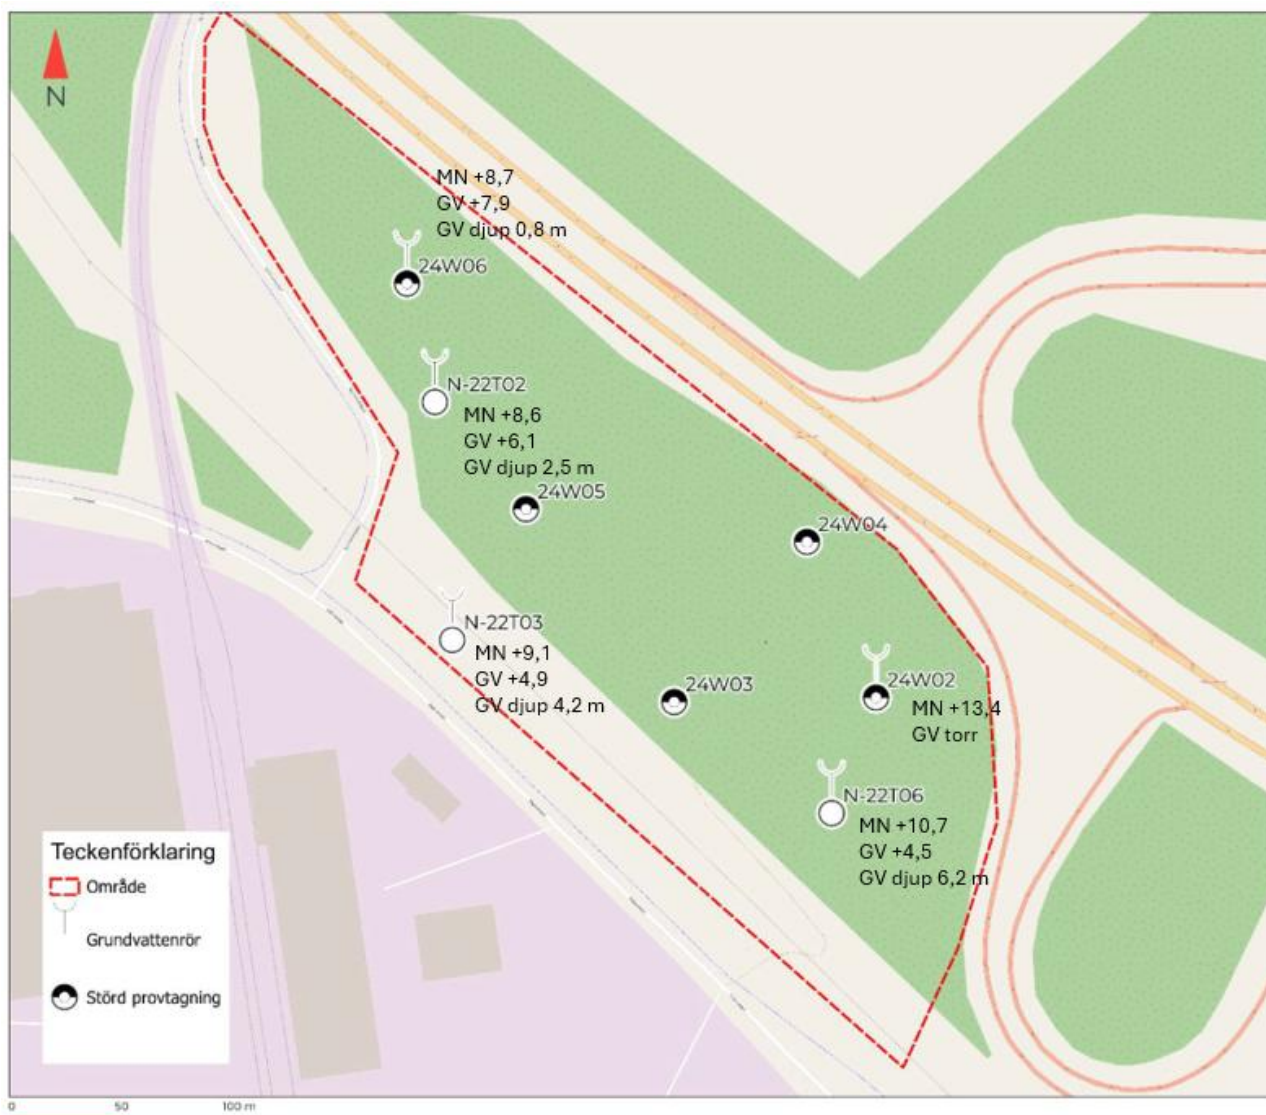 N
MN +8,7
GV +7,9
GV djup 0,8 m
24W06
N-22T02
MN +8,6
GV +6,1
GV djup 2,5 m
24W05
24W04
N-22T03
MN +9,1
GV +4,9
GV djup 4,2 m
24W03
24W02
MN +13,4
GV torr
N-22T06
MN +10,7
GV +4,5
GV djup 6,2 m
Teckenförklaring
Område
Grundvattenrör
Störd provtagning
0 50 100 m